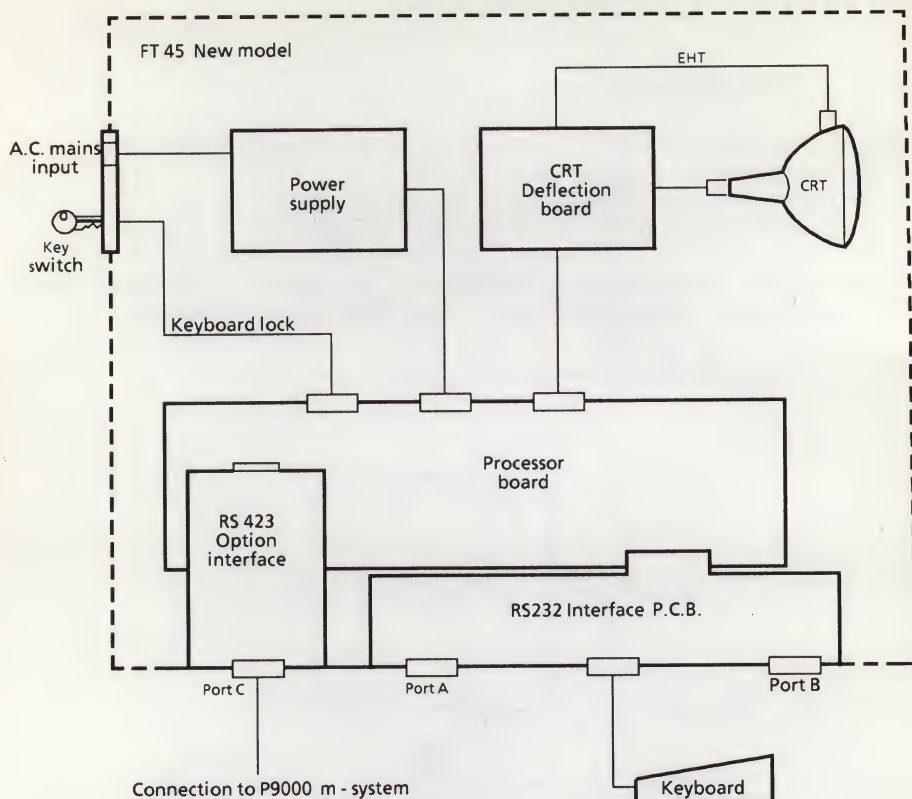 FT 45 New model
EHT
A.C. mains
input
Power
supply
CRT
Deflection
board
CRT
Key
switch
Keyboard lock
Processor
board
RS 423
Option
interface
RS232 Interface P.C.B.
Port C
Port A
Port B
Connection to P9000 m - system
Keyboard